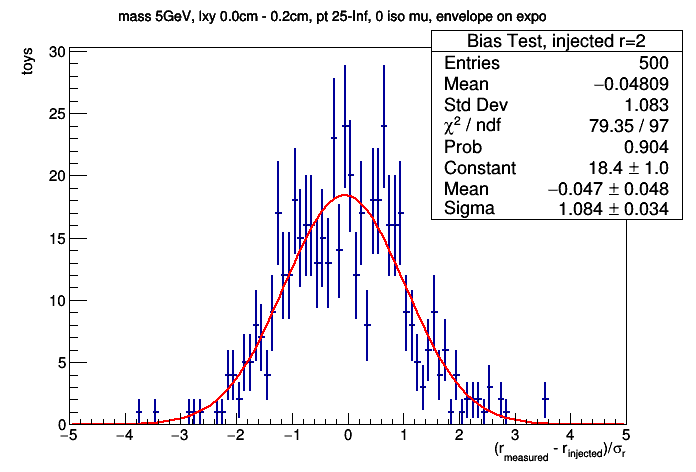 mass 5GeV, lxy 0.0cm - 0.2cm, pt 25-Inf, 0 iso mu, envelope on expo
Bias Test, injected r=2
Entries 500
Mean −0.04809
Std Dev 1.083
χ² / ndf 79.35 / 97
Prob 0.904
Constant 18.4 ± 1.0
Mean −0.047 ± 0.048
Sigma 1.084 ± 0.034
toys
30
25
20
15
10
5
0
−5 −4 −3 −2 −1 0 1 2 3 4 5
(r_measured - r_injected)/σ_r